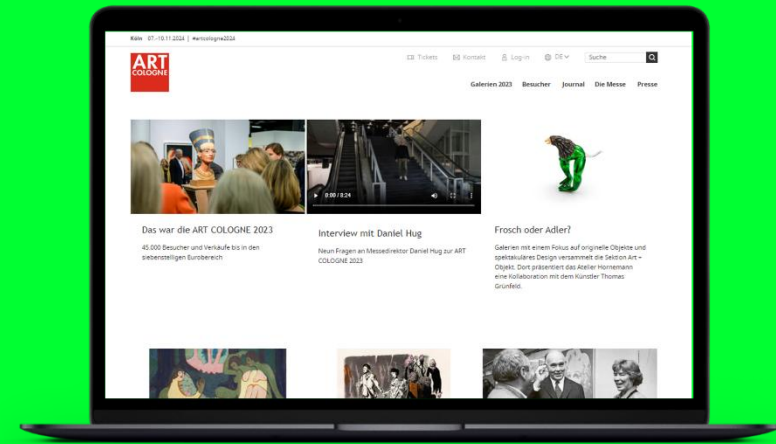 Köln 07.–10.11.2024 | #artcologne2024
ART
COLOGNE
Tickets Kontakt Log-in DE Suche
Galerien 2023 Besucher Journal Die Messe Presse
0:00 / 8:24
Das war die ART COLOGNE 2023
45.000 Besucher und Verkäufe bis in den
siebenstelligen Eurobereich
Interview mit Daniel Hug
Neun Fragen an Messedirektor Daniel Hug zur ART
COLOGNE 2023
Frosch oder Adler?
Galerien mit einem Fokus auf originelle Objekte und
spektakuläres Design versammelt die Sektion Art +
Objekt. Dort präsentiert das Atelier Hornemann
eine Kollaboration mit dem Künstler Thomas
Grünfeld.